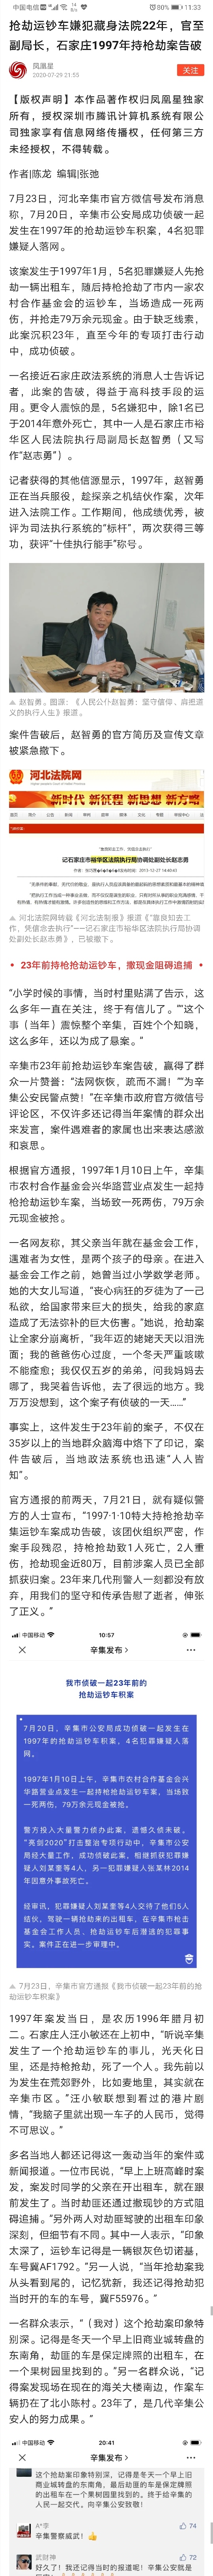 中国电信
80% 11:33
抢劫运钞车嫌犯藏身法院22年，官至
副局长，石家庄1997年持枪劫案告破
凤凰星
2020-07-29 21:55
关注
【版权声明】本作品著作权归凤凰星独家
所有，授权深圳市腾讯计算机系统有限公
司独家享有信息网络传播权，任何第三方
未经授权，不得转载。
作者|陈龙 编辑|张弛
7月23日，河北辛集市官方微信号发布消息
称，7月20日，辛集市公安局成功侦破一起
发生在1997年的抢劫运钞车积案，4名犯罪
嫌疑人落网。
该案发生于1997年1月，5名犯罪嫌疑人先抢
劫一辆出租车，随后持枪抢劫了市内一家农
村合作基金会的运钞车，当场造成一死两
伤，并抢走79万余元现金。由于缺乏线索，
此案沉积23年，直至今年的专项打击行动
中，成功侦破。
一名接近石家庄政法系统的消息人士告诉记
者，此案的告破，得益于高科技手段的运
用。更令人震惊的是，5名嫌犯中，除1名已
于2014年意外死亡，其中一人是石家庄市裕
华区人民法院执行局副局长赵智勇（又写
作“赵志勇”）。
记者获得的其他信源显示，1997年，赵智勇
正在当兵服役，趁探亲之机结伙作案，次年
进入法院工作。工作期间，他成绩优秀，被
评为司法执行系统的“标杆”，两次获得三等
功，获评“十佳执行能手”称号。
赵智勇。图源：《人民公仆赵智勇：坚守信仰、肩担道
义的执行人生》报道。
案件告破后，赵智勇的官方简历及宣传文章
被紧急撤下。
河北法院网
新时代 新征程 新思想 新方略
记石家庄市裕华区法院执行局协调处副处长赵志勇
河北法院网转载《河北法制报》报道《“靠良知去工
作，凭信念去执行”——记石家庄市裕华区法院执行局协调
处副处长赵志勇》，已被撤下。
• 23年前持枪抢劫运钞车，撒现金阻碍追捕 •
“小学时候的事情，当时村里贴满了告示，这
么多年一直在关注，终于有信儿了。”“这个
事（当年）震惊整个辛集，百姓个个知晓，
这么多年，还以为成了悬案。”
辛集市23年前抢劫运钞车案告破，赢得了群
众一片赞誉：“法网恢恢，疏而不漏！”“为辛
集公安民警点赞！”在辛集市政府官方微信号
评论区，不仅许多还记得当年案情的群众出
来发言，案件遇难者的家属也出来表达感激
和哀思。
根据官方通报，1997年1月10日上午，辛集
市农村合作基金会兴华路营业点发生一起持
枪抢劫运钞车案，当场致一死两伤，79万余
元现金被抢。
一名网友称，其父亲当年就在基金会工作，
遇难者为女性，是两个孩子的母亲。在进入
基金会工作之前，她曾当过小学数学老师。
她的大女儿写道，“丧心病狂的歹徒为了一己
私欲，给国家带来巨大的损失，给我的家庭
造成了无法弥补的巨大伤害。”她说，抢劫案
让全家分崩离析，“我年迈的姥姥天天以泪洗
面；我的爸爸伤心过度，一个冬天严重咳嗽
不能痊愈；我仅仅五岁的弟弟，问我妈妈去
哪了，我哭着告诉他，去了很远的地方。我
万万没想到，这个案子有侦破的一天……”
事实上，这件发生于23年前的案子，不仅在
35岁以上的当地群众脑海中烙下了印记，案
件告破后，当地政法系统也迅速“人人皆
知”。
官方通报的前两天，7月21日，就有疑似警
方的人士宣布，“1997·1·10特大持枪抢劫辛集
运钞车案成功告破，该团伙组织严密，作
案手段残忍，持枪抢劫致1人死亡，2人重
伤，抢劫现金近80万，目前涉案人员已全部
抓获归案。23年来几代刑警人一刻都没有放
弃，用我们的坚守和传承告慰了逝者，伸张
了正义。”
中国移动 10:57
辛集发布
我市侦破一起23年前的
抢劫运钞车积案
7月20日，辛集市公安局成功侦破一起发生在
1997年的抢劫运钞车积案，4名犯罪嫌疑人落
网。
1997年1月10日上午，辛集市农村合作基金会兴
华路营业点发生一起持枪抢劫运钞车案，当场致
一死两伤，79万余元现金被抢。
警方投入大量警力侦办此案，遗憾久侦未破。
“亮剑2020”打击整治专项行动中，辛集市公安
局经大量工作，成功侦破此案，相继抓获犯罪嫌
疑人刘某奎等4人，另一犯罪嫌疑人张某林2014
年因意外事故死亡。
经审讯，犯罪嫌疑人刘某奎等4人交待了他们5人
结伙，驾驶一辆抢劫来的出租车，在辛集市枪击
基金会工作人员、抢劫运钞车后潜逃的犯罪事
实。案件正在进一步审理中。
7月23日，辛集市官方通报《我市侦破一起23年前的抢
劫运钞车积案》
1997年案发当日，是农历1996年腊月初
二。石家庄人汪小敏还在上初中，“听说辛集
发生了一个抢劫运钞车的事儿，光天化日
里，还是持枪抢劫，死了一个人。我先前以
为发生在荒郊野外，比如麦地里，其实就在
辛集市区。”汪小敏联想到看过的港片剧
情，“我脑子里就出现一车子的人民币，觉得
不可思议。”
多名当地人都还记得这一轰动当年的案件或
新闻报道。一位市民说，“早上上班高峰时案
发，案发时同学的父亲在开出租车，就在跟
前发生了。当时劫匪还通过撒现钞的方式阻
碍追捕。”另外两人对劫匪驾驶的出租车印象
深刻，但细节有不同。其中一人表示，“印象
太深了，运钞车记得是一辆银灰色切诺基，
车号冀AF1792。”另一人说，“当年抢劫案我
从头看到尾的，记忆犹新，我还记得抢劫犯
当时开的车的车号，冀F55976。”
一名群众表示，“（我对）这个抢劫案印象特
别深。记得是冬天一个早上旧商业城转盘的
东南角，劫匪的车是保定牌照的出租车，在
一个果树园里找到的。”另一名群众说，“记
得案发现场在现在的海关大楼南边，作案车
辆扔在了北小陈村。23年了，是几代辛集公
安人的努力成果。”
中国移动 20:41
辛集发布
这个抢劫案印象特别深。记得是冬天一个早上旧
商业城转盘的东南角，最后劫匪的车是保定牌照
的出租车在一个果树园里找到的。终于给辛集的
人民一起交代。向辛集公安致敬！
A*李 74
辛集警察威武！
武财神 72
好久了！我还记得当时的报道呢！辛集公安就是